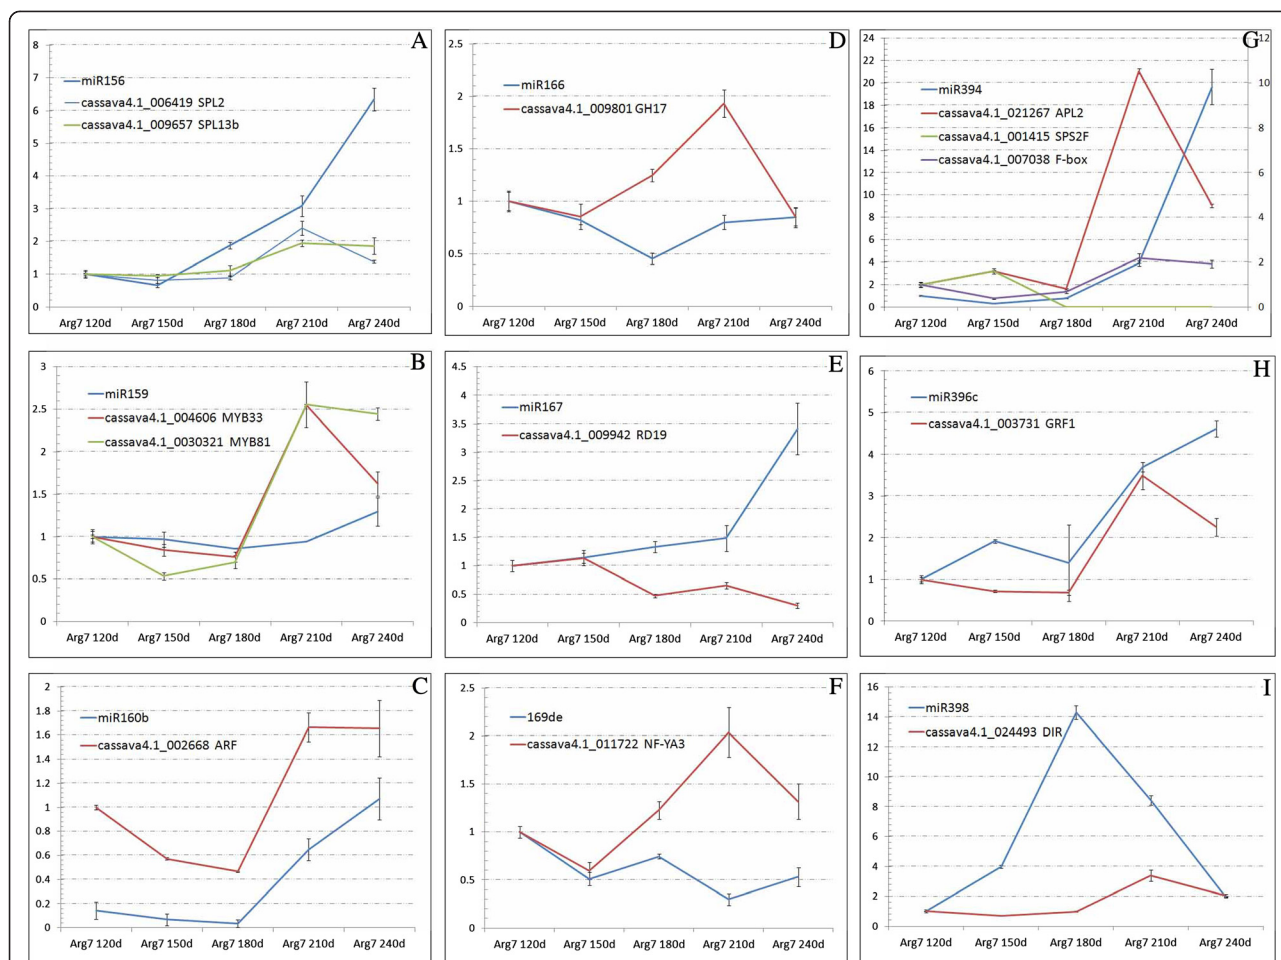 A
8
7
6
5
4
3
2
1
0
miR156
cassava4.1_006419 SPL2
cassava4.1_009657 SPL13b
Arg7 120d Arg7 150d Arg7 180d Arg7 210d Arg7 240d
D
2.5
2
1.5
1
0.5
0
miR166
cassava4.1_009801 GH17
Arg7 120d Arg7 150d Arg7 180d Arg7 210d Arg7 240d
G
24
22
20
18
16
14
12
10
8
6
4
2
0
miR394
cassava4.1_021267 APL2
cassava4.1_001415 SPS2F
cassava4.1_007038 F-box
12
10
8
6
4
2
0
Arg7 120d Arg7 150d Arg7 180d Arg7 210d Arg7 240d
B
3
2.5
2
1.5
1
0.5
0
miR159
cassava4.1_004606 MYB33
cassava4.1_0030321 MYB81
Arg7 120d Arg7 150d Arg7 180d Arg7 210d Arg7 240d
E
4.5
4
3.5
3
2.5
2
1.5
1
0.5
0
miR167
cassava4.1_009942 RD19
Arg7 120d Arg7 150d Arg7 180d Arg7 210d Arg7 240d
H
6
5
4
3
2
1
0
miR396c
cassava4.1_003731 GRF1
Arg7 120d Arg7 150d Arg7 180d Arg7 210d Arg7 240d
C
2
1.8
1.6
1.4
1.2
1
0.8
0.6
0.4
0.2
0
miR160b
cassava4.1_002668 ARF
Arg7 120d Arg7 150d Arg7 180d Arg7 210d Arg7 240d
F
2.5
2
1.5
1
0.5
0
169de
cassava4.1_011722 NF-YA3
Arg7 120d Arg7 150d Arg7 180d Arg7 210d Arg7 240d
I
16
14
12
10
8
6
4
2
0
miR398
cassava4.1_024493 DIR
Arg7 120d Arg7 150d Arg7 180d Arg7 210d Arg7 240d